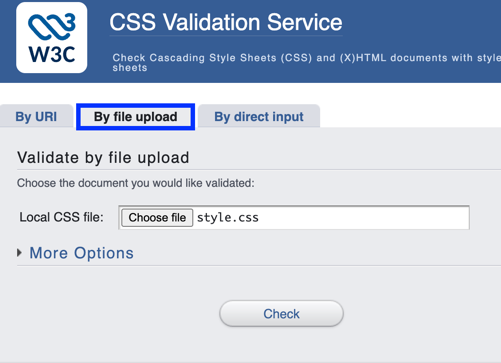 W3C
CSS Validation Service
Check Cascading Style Sheets (CSS) and (X)HTML documents with style
sheets
By URI
By file upload
By direct input
Validate by file upload
Choose the document you would like validated:
Local CSS file: Choose file style.css
More Options
Check